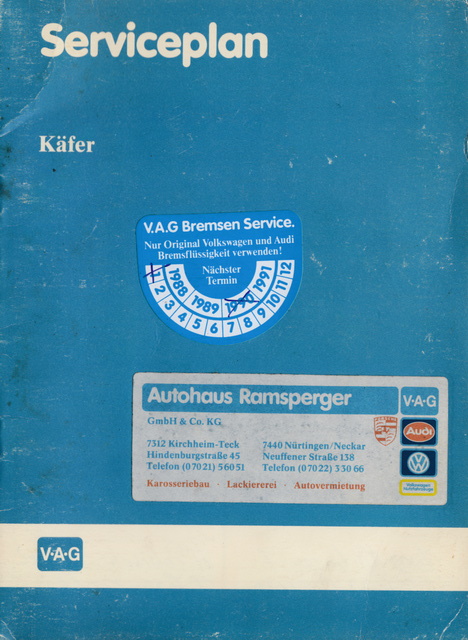 Serviceplan
Käfer
V.A.G Bremsen Service.
Nur Original Volkswagen und Audi
Bremsflüssigkeit verwenden!
Nächster
Termin
1988 1989 1990 1991
1 2 3 4 5 6 7 8 9 10 11 12
Autohaus Ramsperger
V·A·G
GmbH & Co. KG
7312 Kirchheim-Teck
Hindenburgstraße 45
Telefon (07021) 56051
7440 Nürtingen/Neckar
Neuffener Straße 138
Telefon (07022) 33066
Karosseriebau · Lackiererei · Autovermietung
Audi
V·A·G